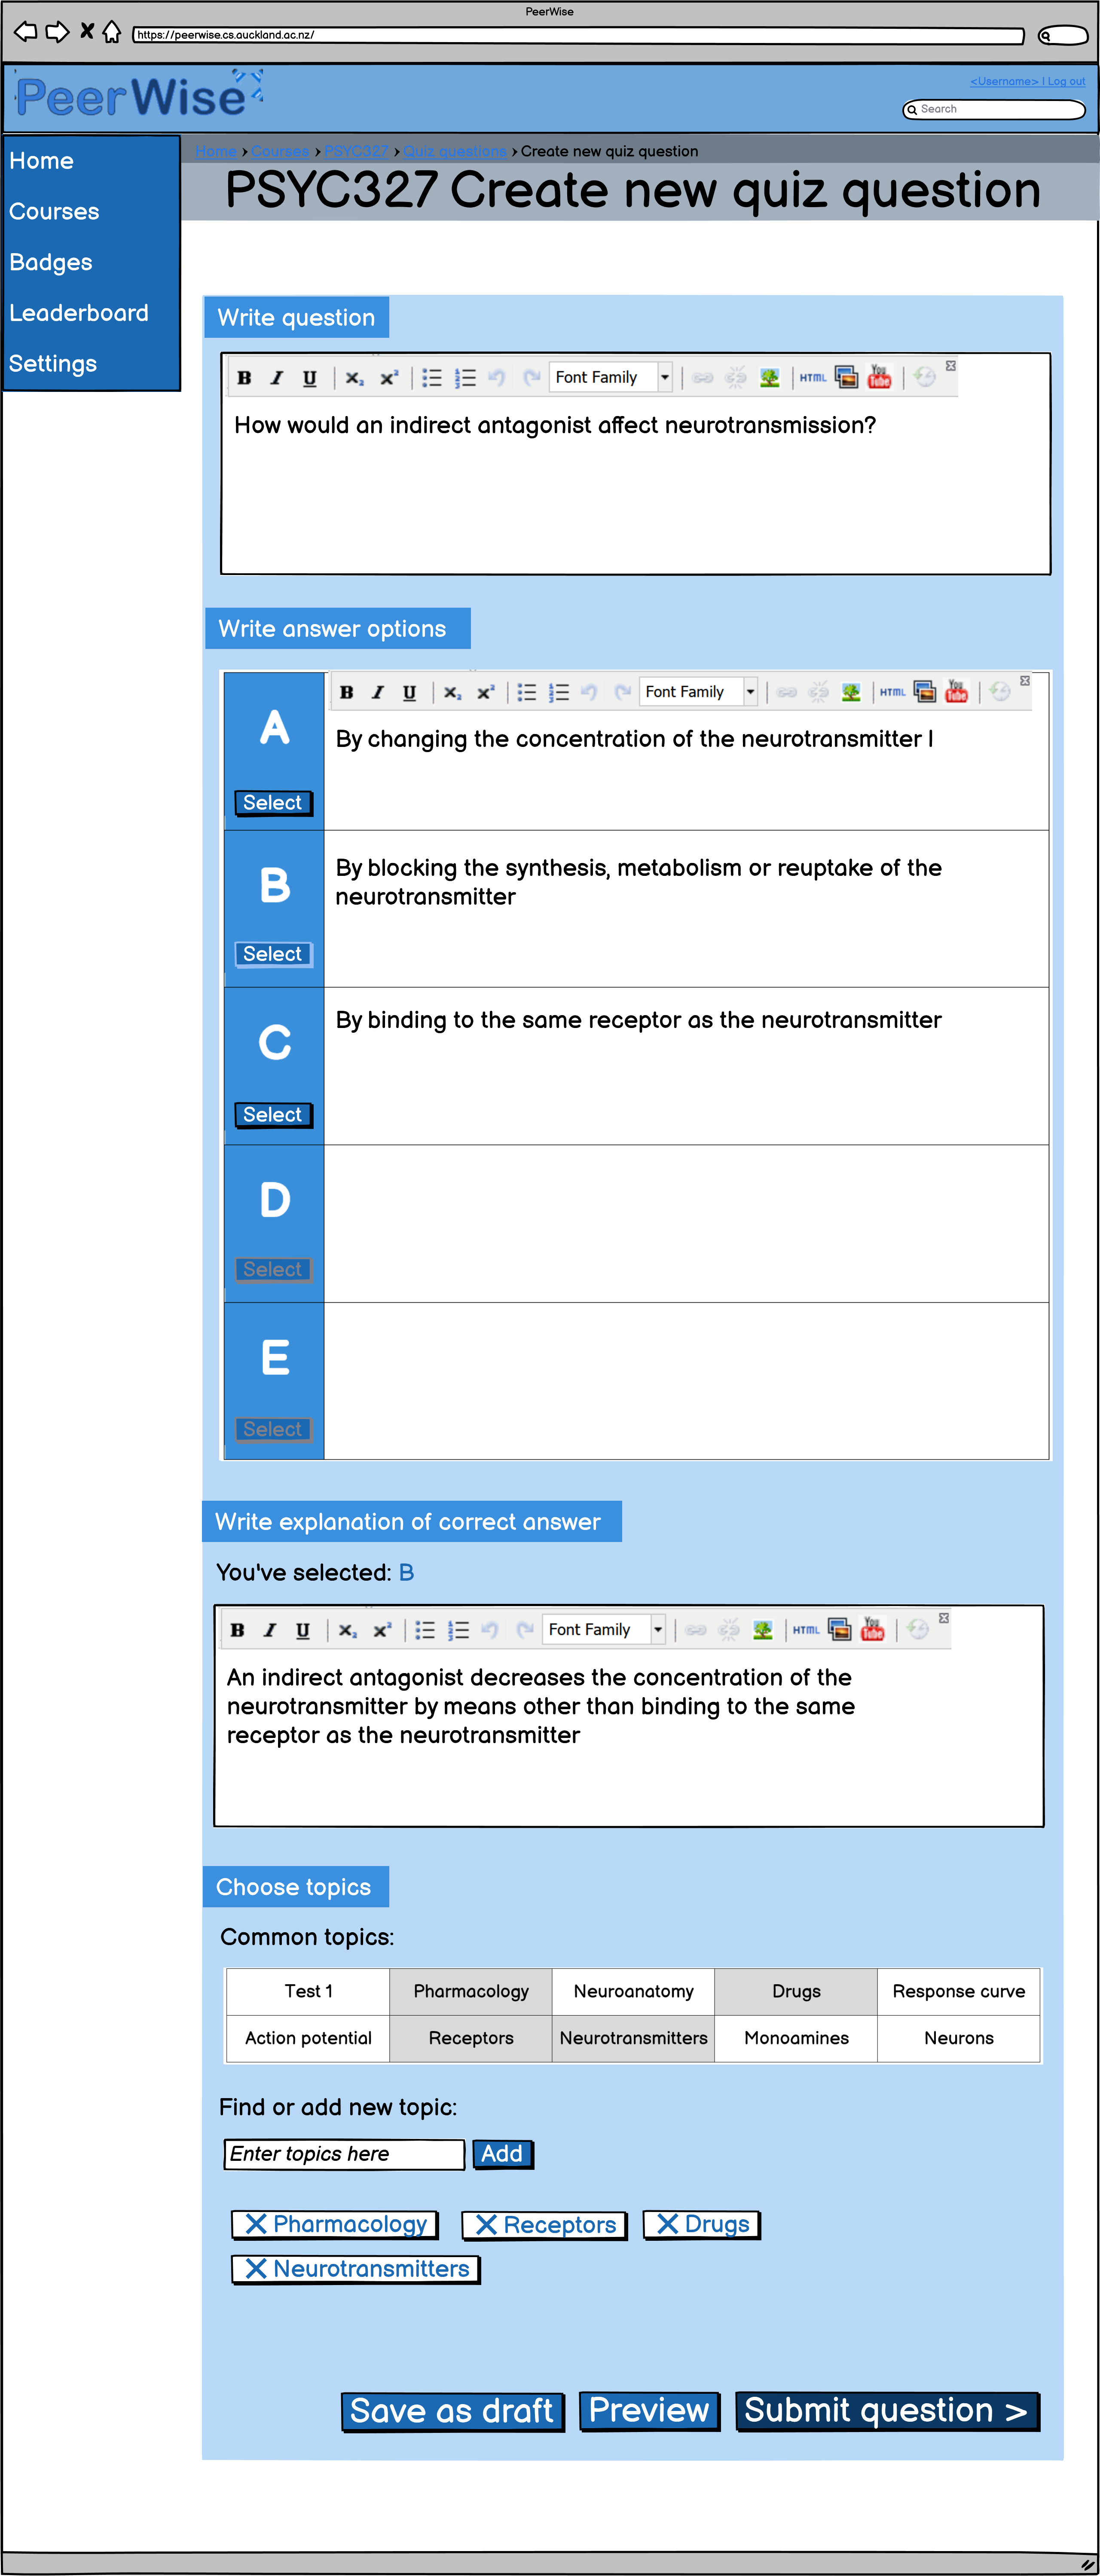 PeerWise
https://peerwise.cs.auckland.ac.nz/
PeerWise
<Username> | Log out
Search
Home
Courses
Badges
Leaderboard
Settings
Home > Courses > PSYC327 > Quiz questions > Create new quiz question
PSYC327 Create new quiz question
Write question
B I U x₂ x² Font Family HTML You Tube
How would an indirect antagonist affect neurotransmission?
Write answer options
B I U x₂ x² Font Family HTML You Tube
A
By changing the concentration of the neurotransmitter |
Select
B
By blocking the synthesis, metabolism or reuptake of the
neurotransmitter
Select
C
By binding to the same receptor as the neurotransmitter
Select
D
Select
E
Select
Write explanation of correct answer
You've selected: B
B I U x₂ x² Font Family HTML You Tube
An indirect antagonist decreases the concentration of the
neurotransmitter by means other than binding to the same
receptor as the neurotransmitter
Choose topics
Common topics:
Test 1 Pharmacology Neuroanatomy Drugs Response curve
Action potential Receptors Neurotransmitters Monoamines Neurons
Find or add new topic:
Enter topics here Add
Pharmacology Receptors Drugs
Neurotransmitters
Save as draft Preview Submit question >